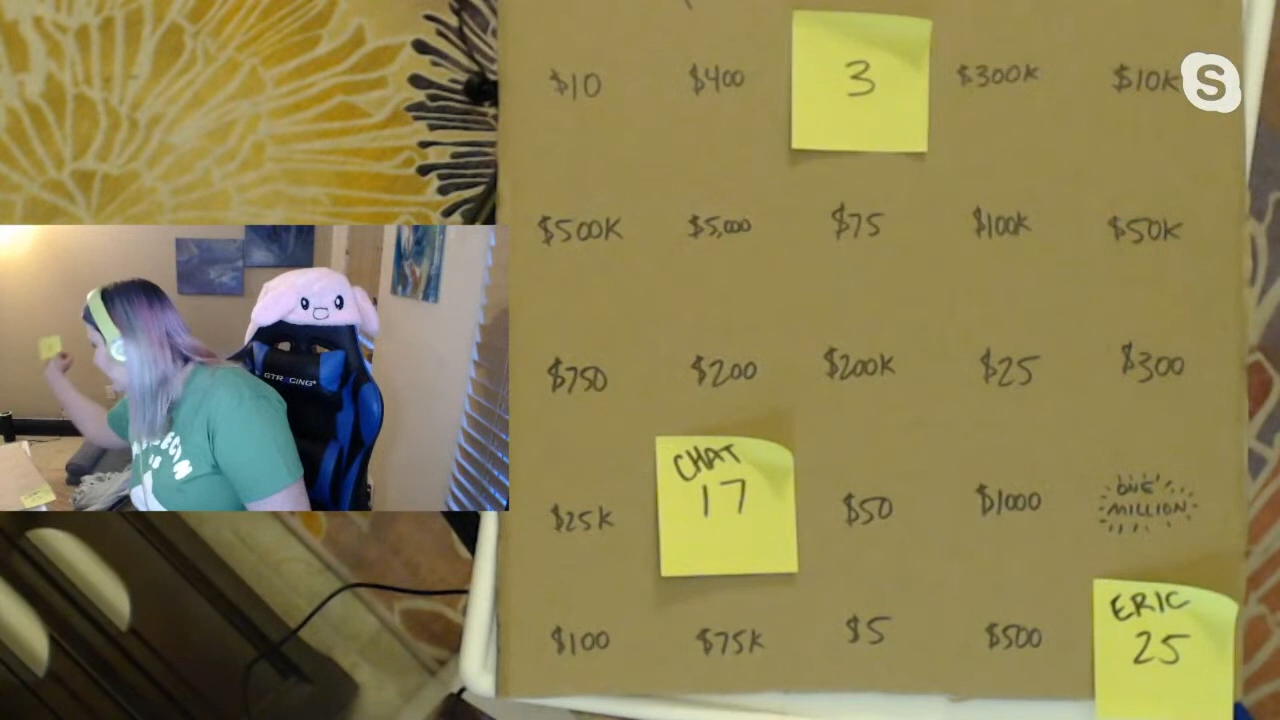 $10 $400 3 $300K $10K
S
$500K $5,000 $75 $100K $50K
$750 $200 $200K $25 $300
GTRACING
CHAT
$25K 17 $50 $1000 ONE
MILLION
$100 $75K $5 $500 ERIC
25